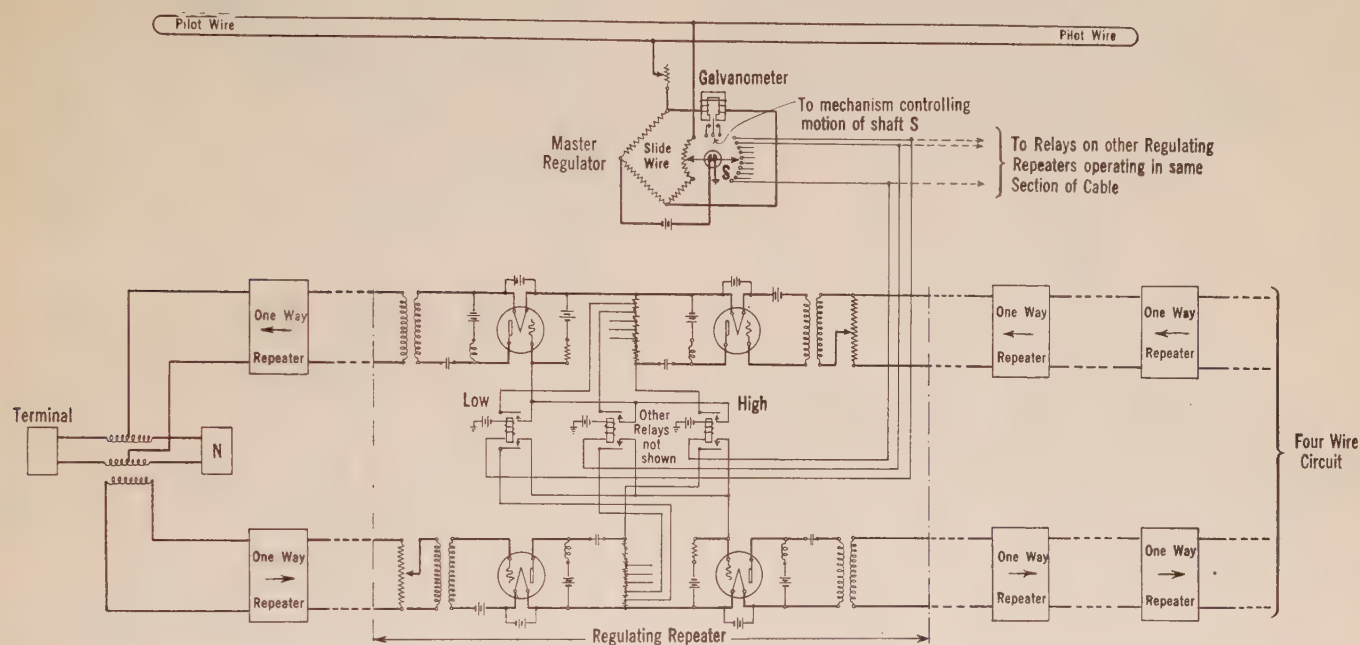 Pilot Wire
Pilot Wire
Galvanometer
To mechanism controlling
motion of shaft S
Master
Regulator
Slide
Wire
S
To Relays on other Regulating
Repeaters operating in same
Section of Cable
One Way
Repeater
One Way
Repeater
One Way
Repeater
Low
High
Other
Relays
not
shown
Terminal
N
Four Wire
Circuit
One Way
Repeater
One Way
Repeater
One Way
Repeater
Regulating Repeater